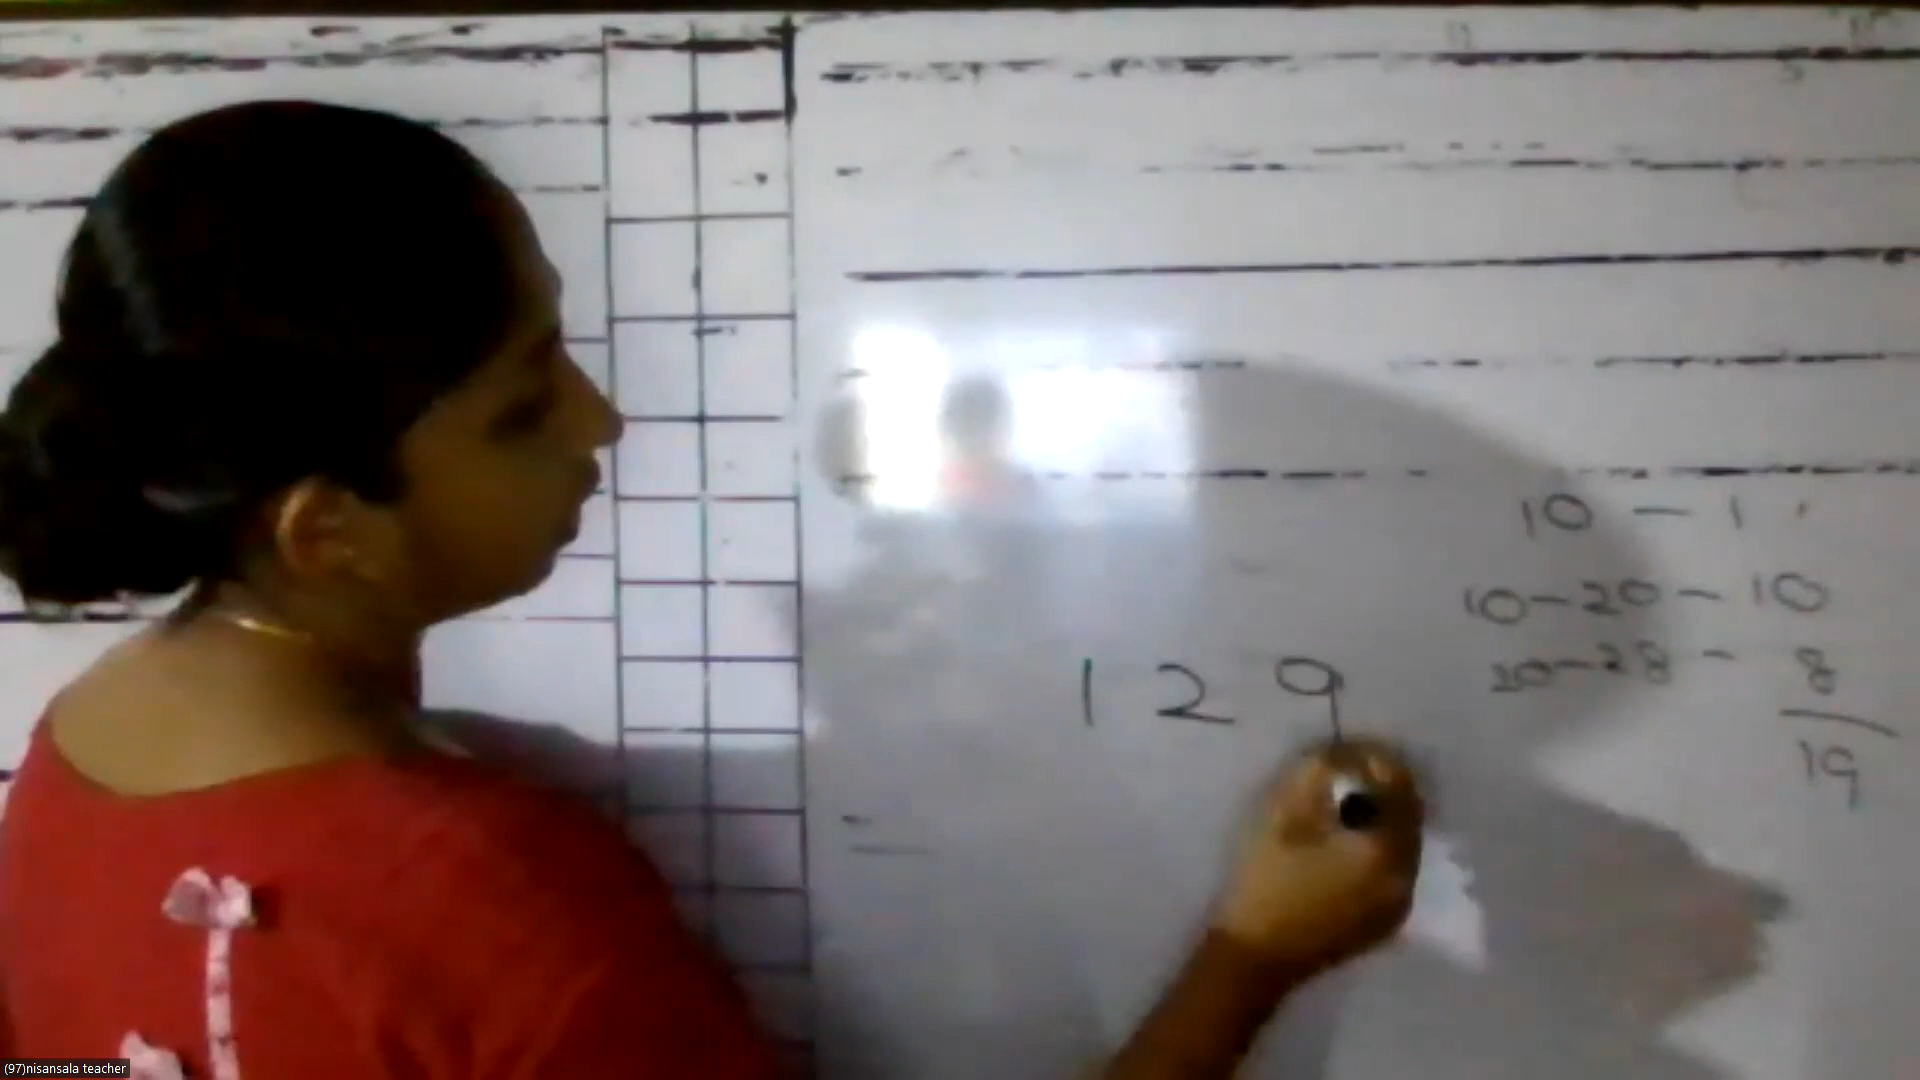 10 - 1
10-20-10
20-28 - 8
19
129
(97)nisansala teacher